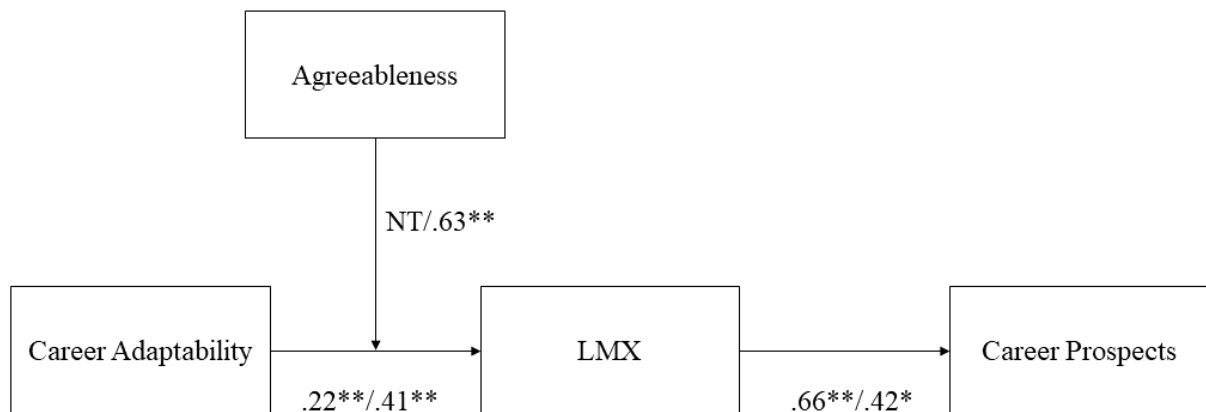 Agreeableness
NT/.63**
Career Adaptability
LMX
Career Prospects
.22**/.41**
.66**/.42*